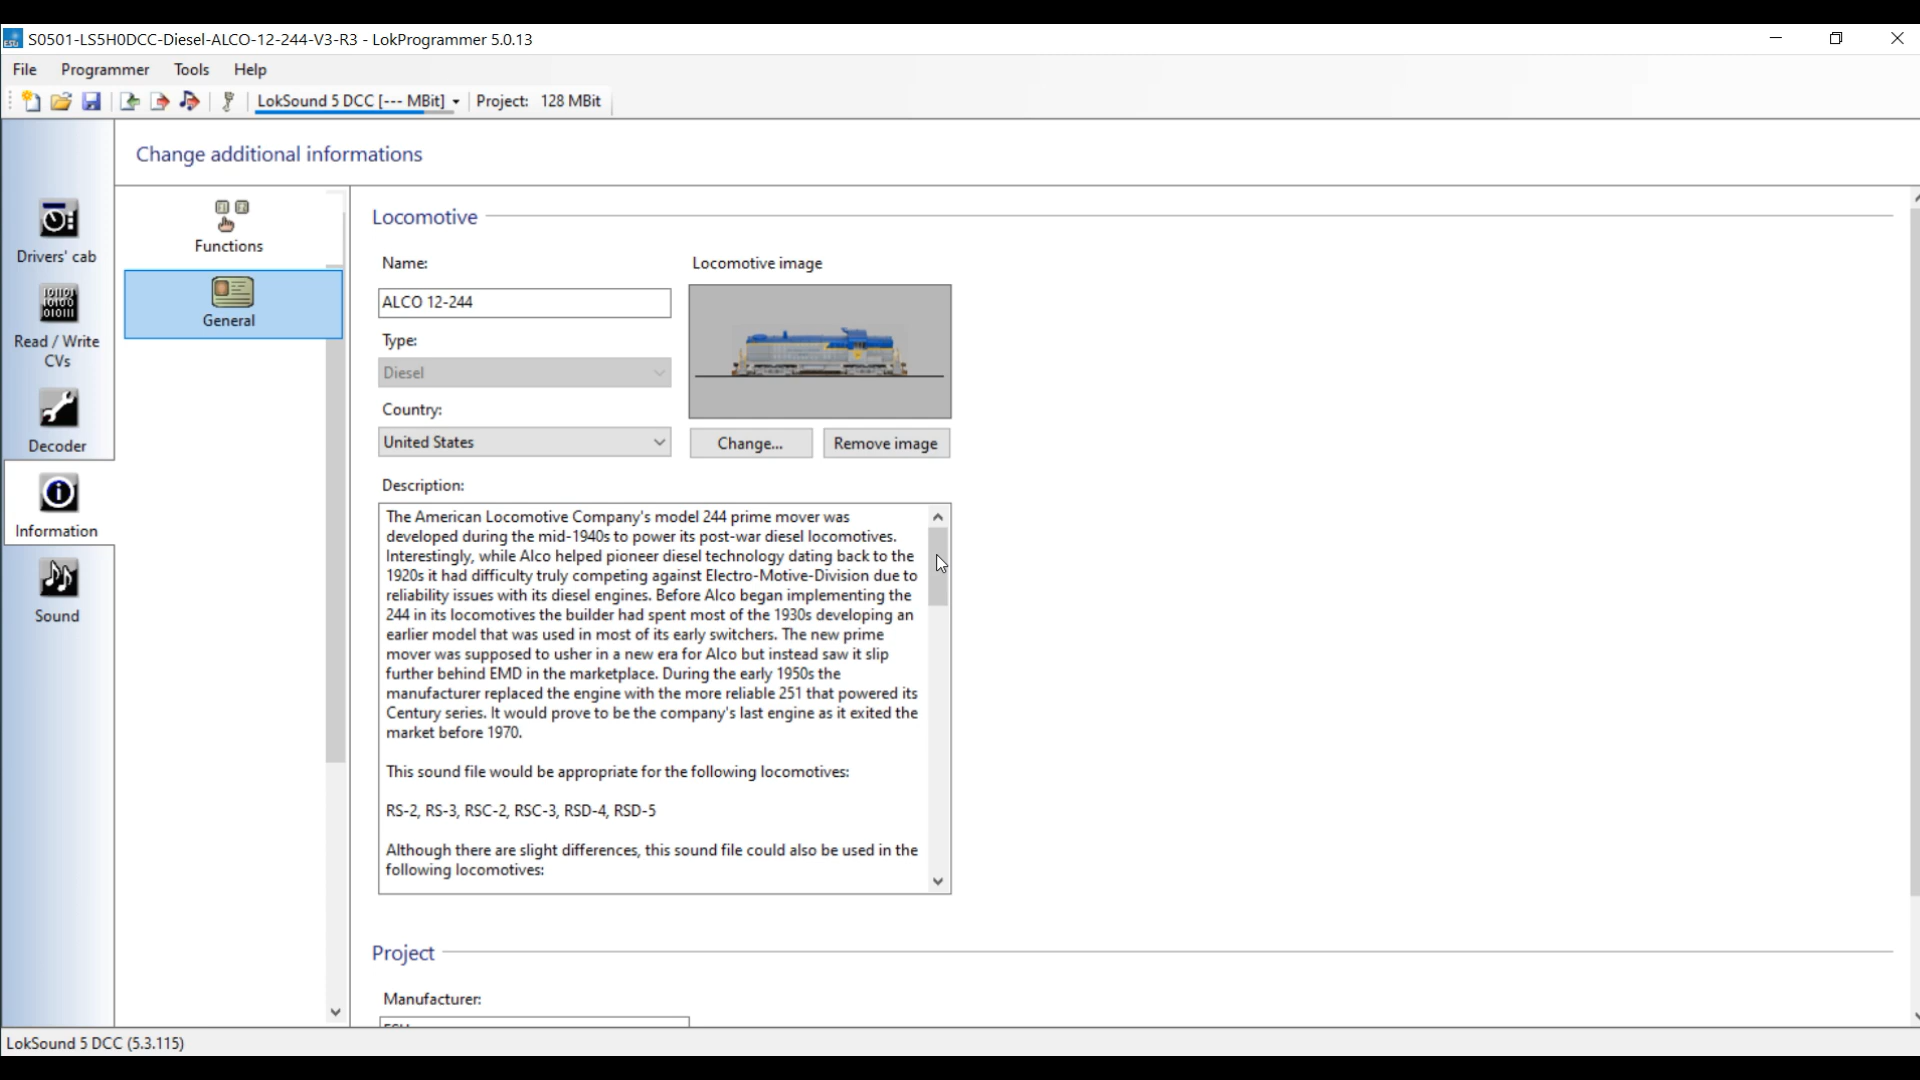 S0501-LS5H0DCC-Diesel-ALCO-12-244-V3-R3 - LokProgrammer 5.0.13
File Programmer Tools Help
LokSound 5 DCC [--- MBit] Project: 128 MBit
Change additional informations
Drivers' cab
Read / Write
CVs
Decoder
Information
Sound
Functions
General
Locomotive
Name:
ALCO 12-244
Type:
Diesel
Country:
United States
Locomotive image
Change...
Remove image
Description:
The American Locomotive Company's model 244 prime mover was
developed during the mid-1940s to power its post-war diesel locomotives.
Interestingly, while Alco helped pioneer diesel technology dating back to the
1920s it had difficulty truly competing against Electro-Motive-Division due to
reliability issues with its diesel engines. Before Alco began implementing the
244 in its locomotives the builder had spent most of the 1930s developing an
earlier model that was used in most of its early switchers. The new prime
mover was supposed to usher in a new era for Alco but instead saw it slip
further behind EMD in the marketplace. During the early 1950s the
manufacturer replaced the engine with the more reliable 251 that powered its
Century series. It would prove to be the company's last engine as it exited the
market before 1970.
This sound file would be appropriate for the following locomotives:
RS-2, RS-3, RSC-2, RSC-3, RSD-4, RSD-5
Although there are slight differences, this sound file could also be used in the
following locomotives:
Project
Manufacturer:
LokSound 5 DCC (5.3.115)